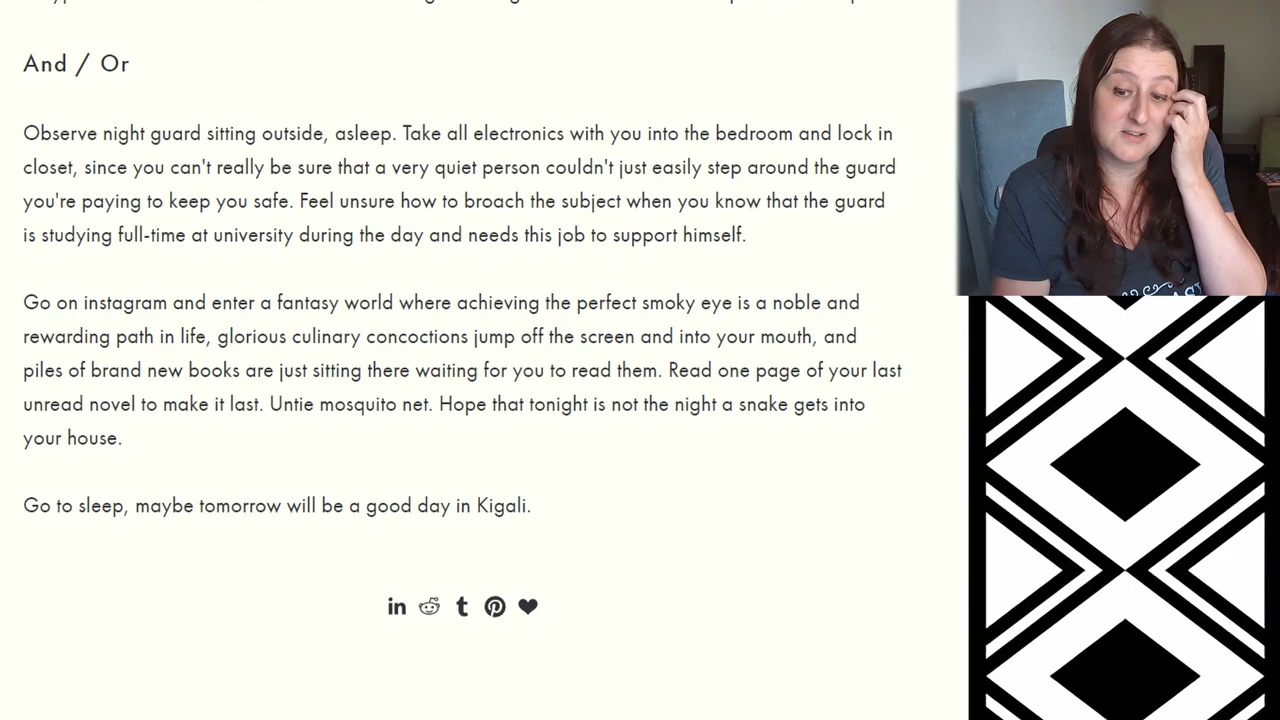 And / Or
Observe night guard sitting outside, asleep. Take all electronics with you into the bedroom and lock in
closet, since you can't really be sure that a very quiet person couldn't just easily step around the guard
you're paying to keep you safe. Feel unsure how to broach the subject when you know that the guard
is studying full-time at university during the day and needs this job to support himself.
Go on instagram and enter a fantasy world where achieving the perfect smoky eye is a noble and
rewarding path in life, glorious culinary concoctions jump off the screen and into your mouth, and
piles of brand new books are just sitting there waiting for you to read them. Read one page of your last
unread novel to make it last. Untie mosquito net. Hope that tonight is not the night a snake gets into
your house.
Go to sleep, maybe tomorrow will be a good day in Kigali.
in t